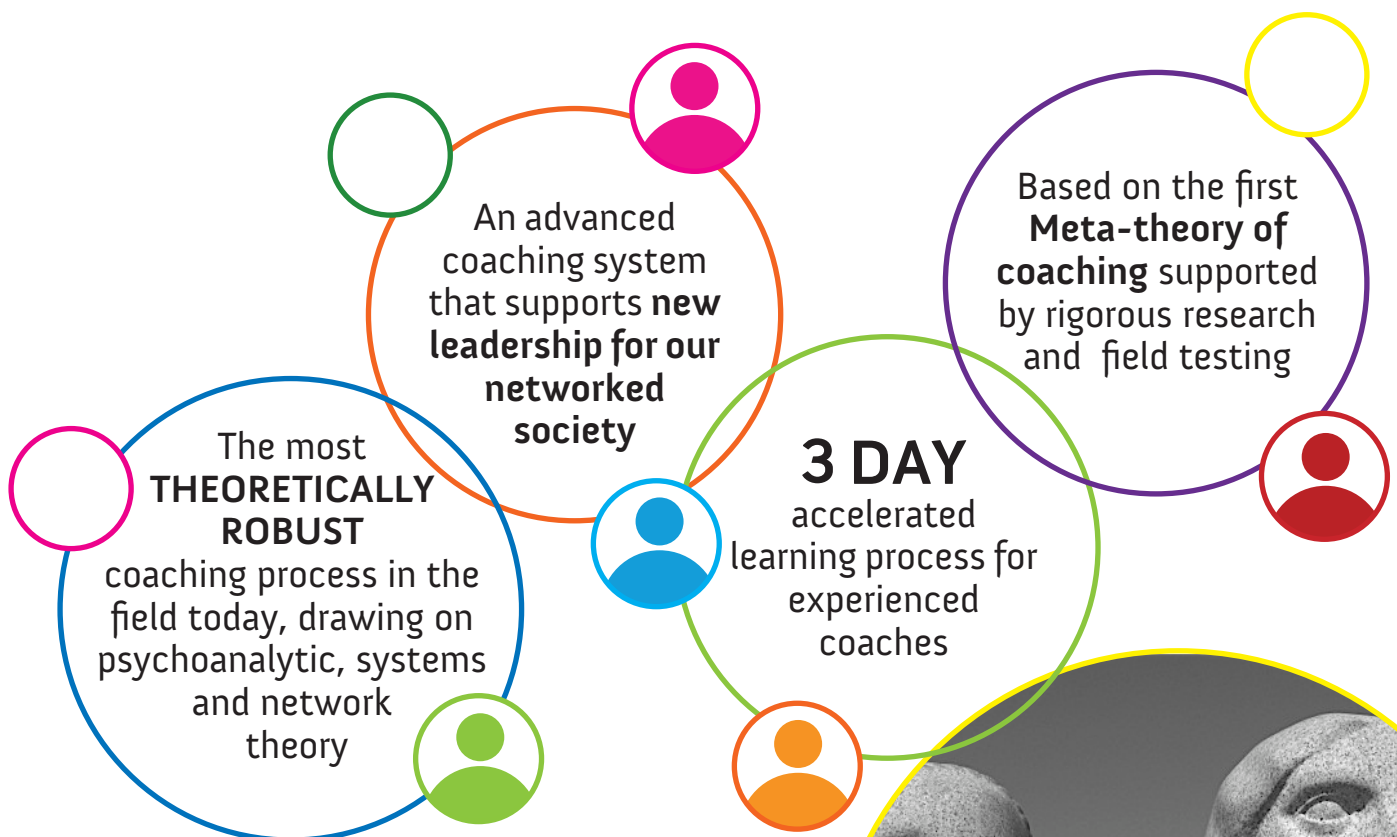 The most
THEORETICALLY
ROBUST
coaching process in the
field today, drawing on
psychoanalytic, systems
and network
theory
An advanced
coaching system
that supports new
leadership for our
networked
society
3 DAY
accelerated
learning process for
experienced
coaches
Based on the first
Meta-theory of
coaching supported
by rigorous research
and field testing